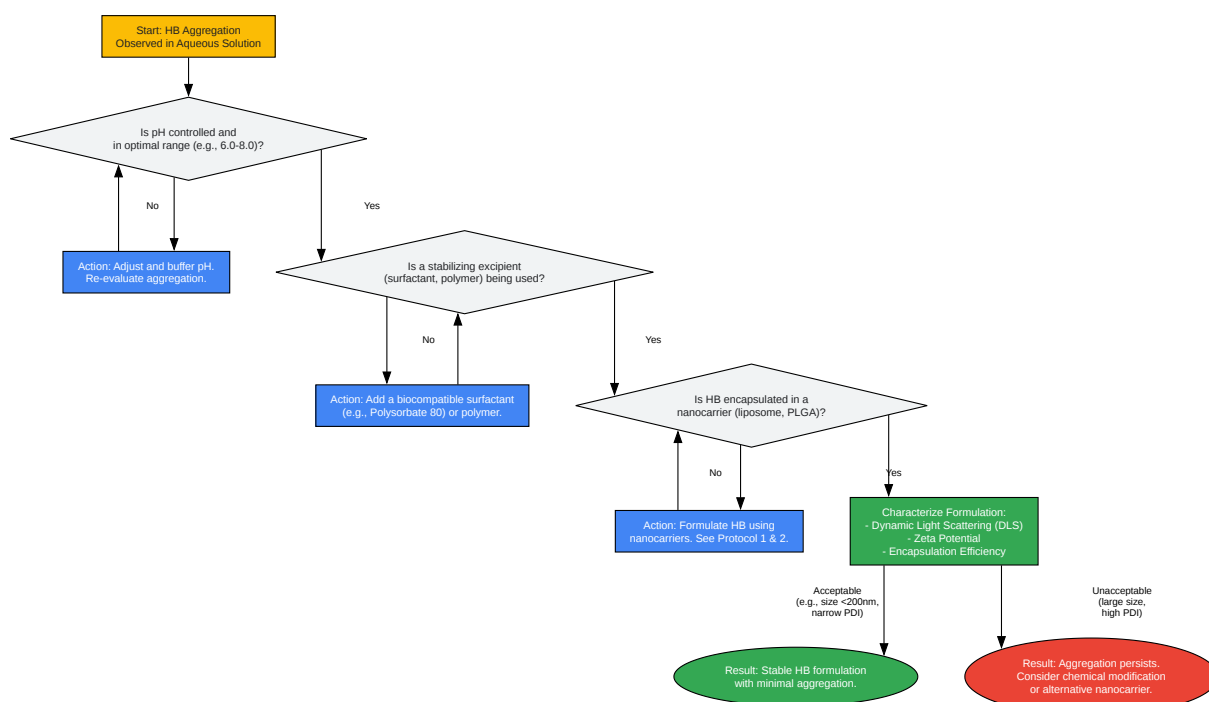 Start: HB Aggregation
Observed in Aqueous Solution
Is pH controlled and
in optimal range (e.g., 6.0-8.0)?
No
Yes
Action: Adjust and buffer pH.
Re-evaluate aggregation.
Is a stabilizing excipient
(surfactant, polymer) being used?
No
Yes
Action: Add a biocompatible surfactant
(e.g., Polysorbate 80) or polymer.
Is HB encapsulated in a
nanocarrier (liposome, PLGA)?
No
Yes
Action: Formulate HB using
nanocarriers. See Protocol 1 & 2.
Characterize Formulation:
- Dynamic Light Scattering (DLS)
- Zeta Potential
- Encapsulation Efficiency
Acceptable
(e.g., size <200nm,
narrow PDI)
Unacceptable
(large size,
high PDI)
Result: Stable HB formulation
with minimal aggregation.
Result: Aggregation persists.
Consider chemical modification
or alternative nanocarrier.